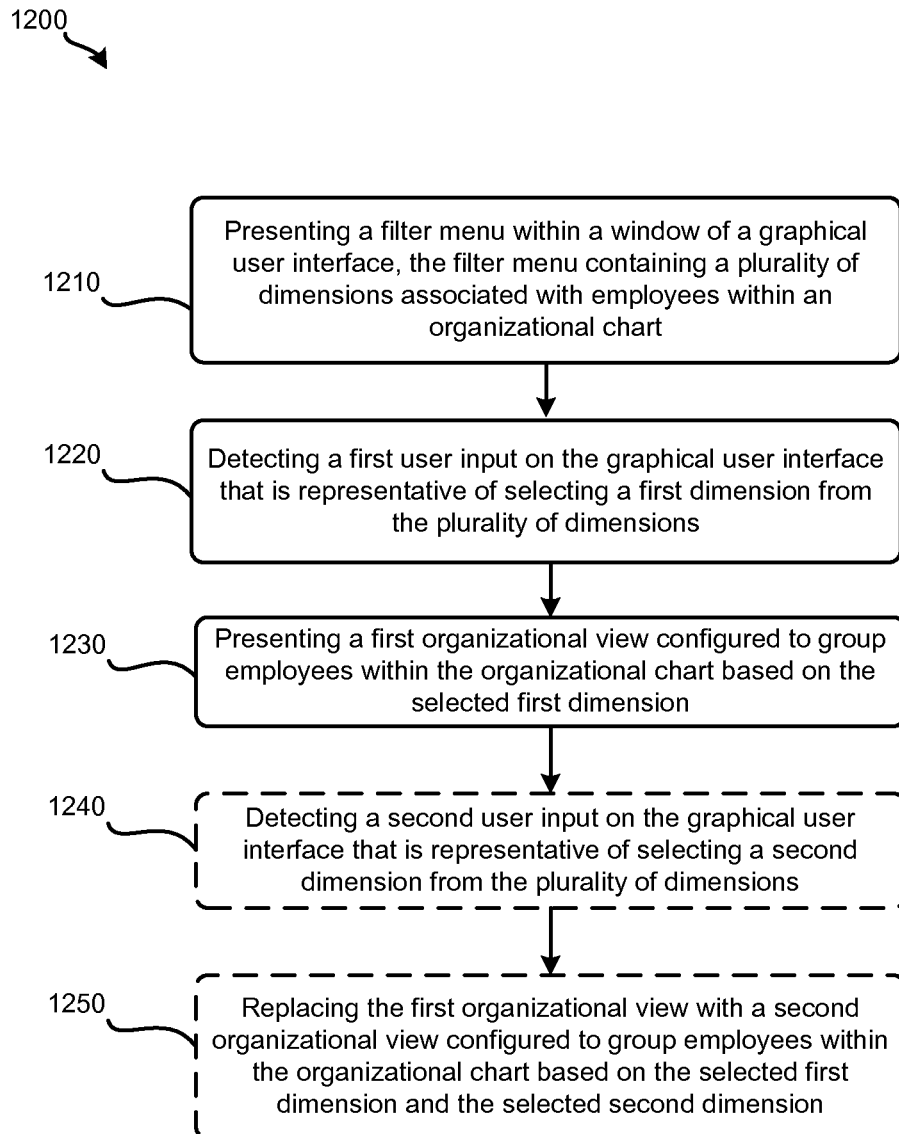 1200
Presenting a filter menu within a window of a graphical
user interface, the filter menu containing a plurality of
dimensions associated with employees within an
organizational chart
1210
Detecting a first user input on the graphical user interface
that is representative of selecting a first dimension from
the plurality of dimensions
1220
Presenting a first organizational view configured to group
employees within the organizational chart based on the
selected first dimension
1230
Detecting a second user input on the graphical user
interface that is representative of selecting a second
dimension from the plurality of dimensions
1240
Replacing the first organizational view with a second
organizational view configured to group employees within
the organizational chart based on the selected first
dimension and the selected second dimension
1250